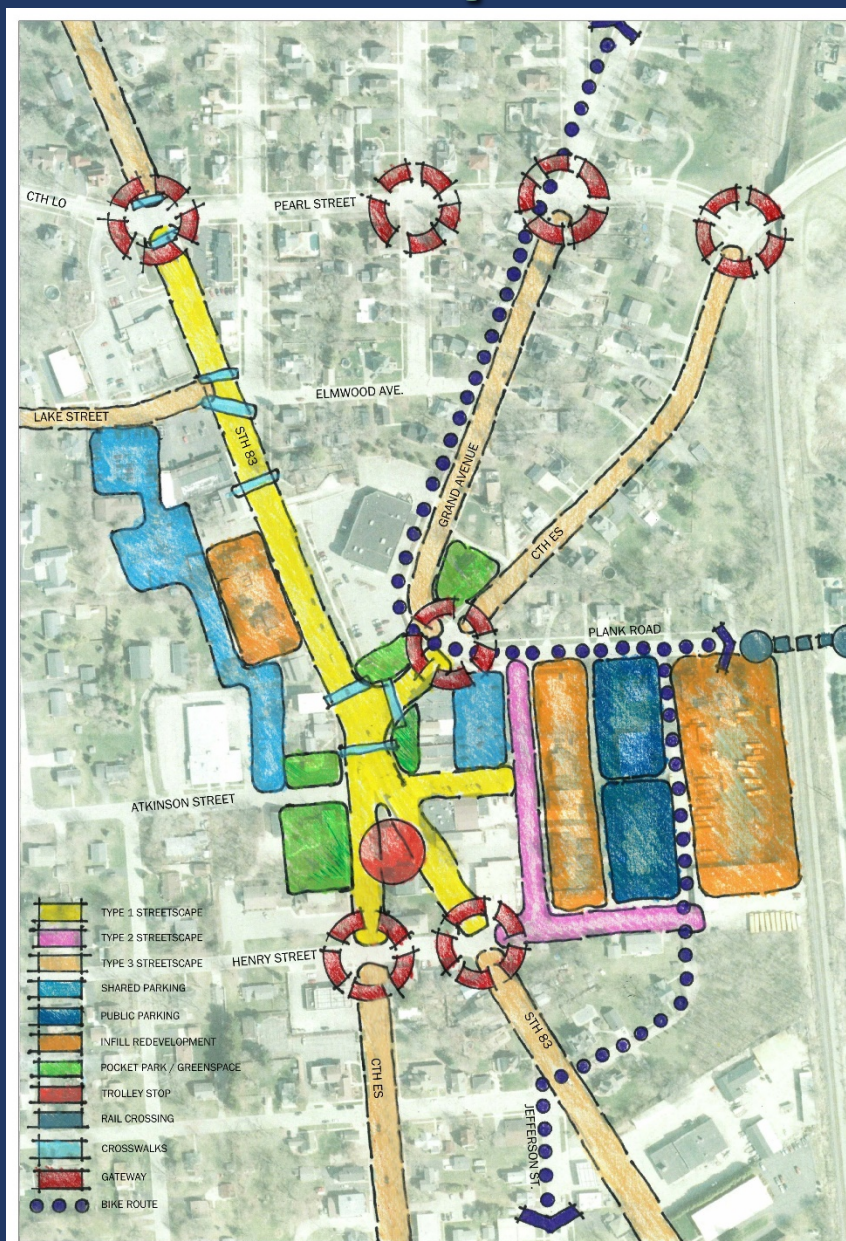 CTH LO
PEARL STREET
ELMWOOD AVE.
LAKE STREET
STH 83
GRAND AVENUE
CTH ES
PLANK ROAD
ATKINSON STREET
HENRY STREET
STH 83
CTH ES
JEFFERSON ST.
TYPE 1 STREETSCAPE
TYPE 2 STREETSCAPE
TYPE 3 STREETSCAPE
SHARED PARKING
PUBLIC PARKING
INFILL REDEVELOPMENT
POCKET PARK / GREENSPACE
TROLLEY STOP
RAIL CROSSING
CROSSWALKS
GATEWAY
BIKE ROUTE